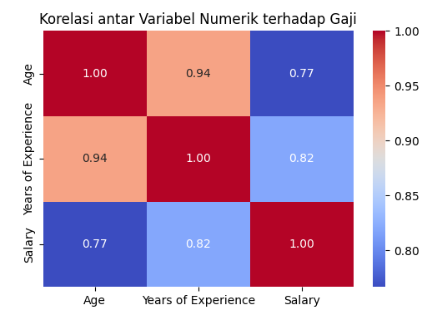 Korelasi antar Variabel Numerik terhadap Gaji
Age
1.00
0.94
0.77
Years of Experience
0.94
1.00
0.82
Salary
0.77
0.82
1.00
Age
Years of Experience
Salary
1.00
0.95
0.90
0.85
0.80